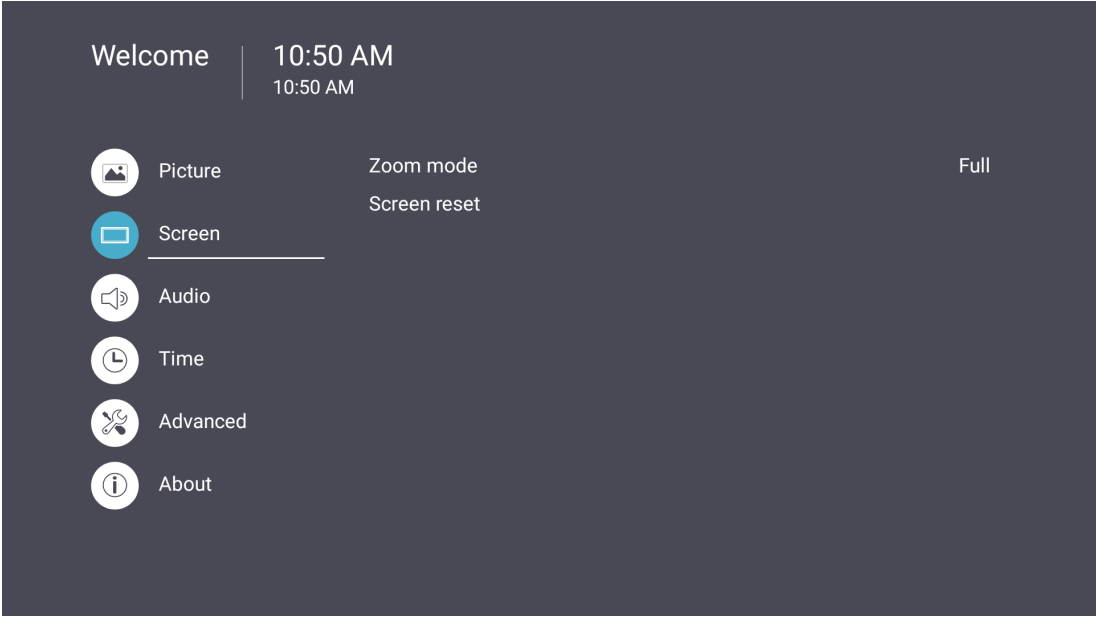 Welcome
10:50 AM
10:50 AM
Picture
Screen
Audio
Time
Advanced
About
Zoom mode Full
Screen reset